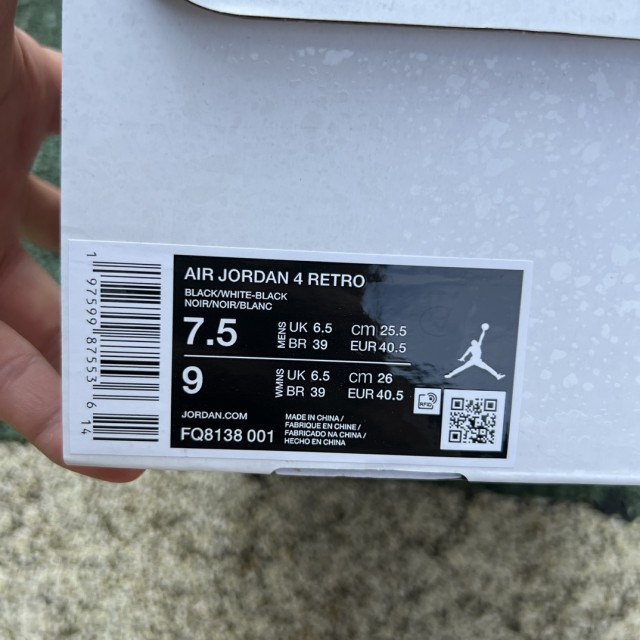 AIR JORDAN 4 RETRO
BLACK/WHITE-BLACK
NOIR/NOIR/BLANC
7.5 MENS UK 6.5 cm 25.5
BR 39 EUR 40.5
9 WMNS UK 6.5 cm 26
BR 39 EUR 40.5
RFID
JORDAN.COM
FQ8138 001
MADE IN CHINA /
FABRIQUE EN CHINE /
FABRICADO NA CHINA /
HECHO EN CHINA
1 97599 87553 6 14